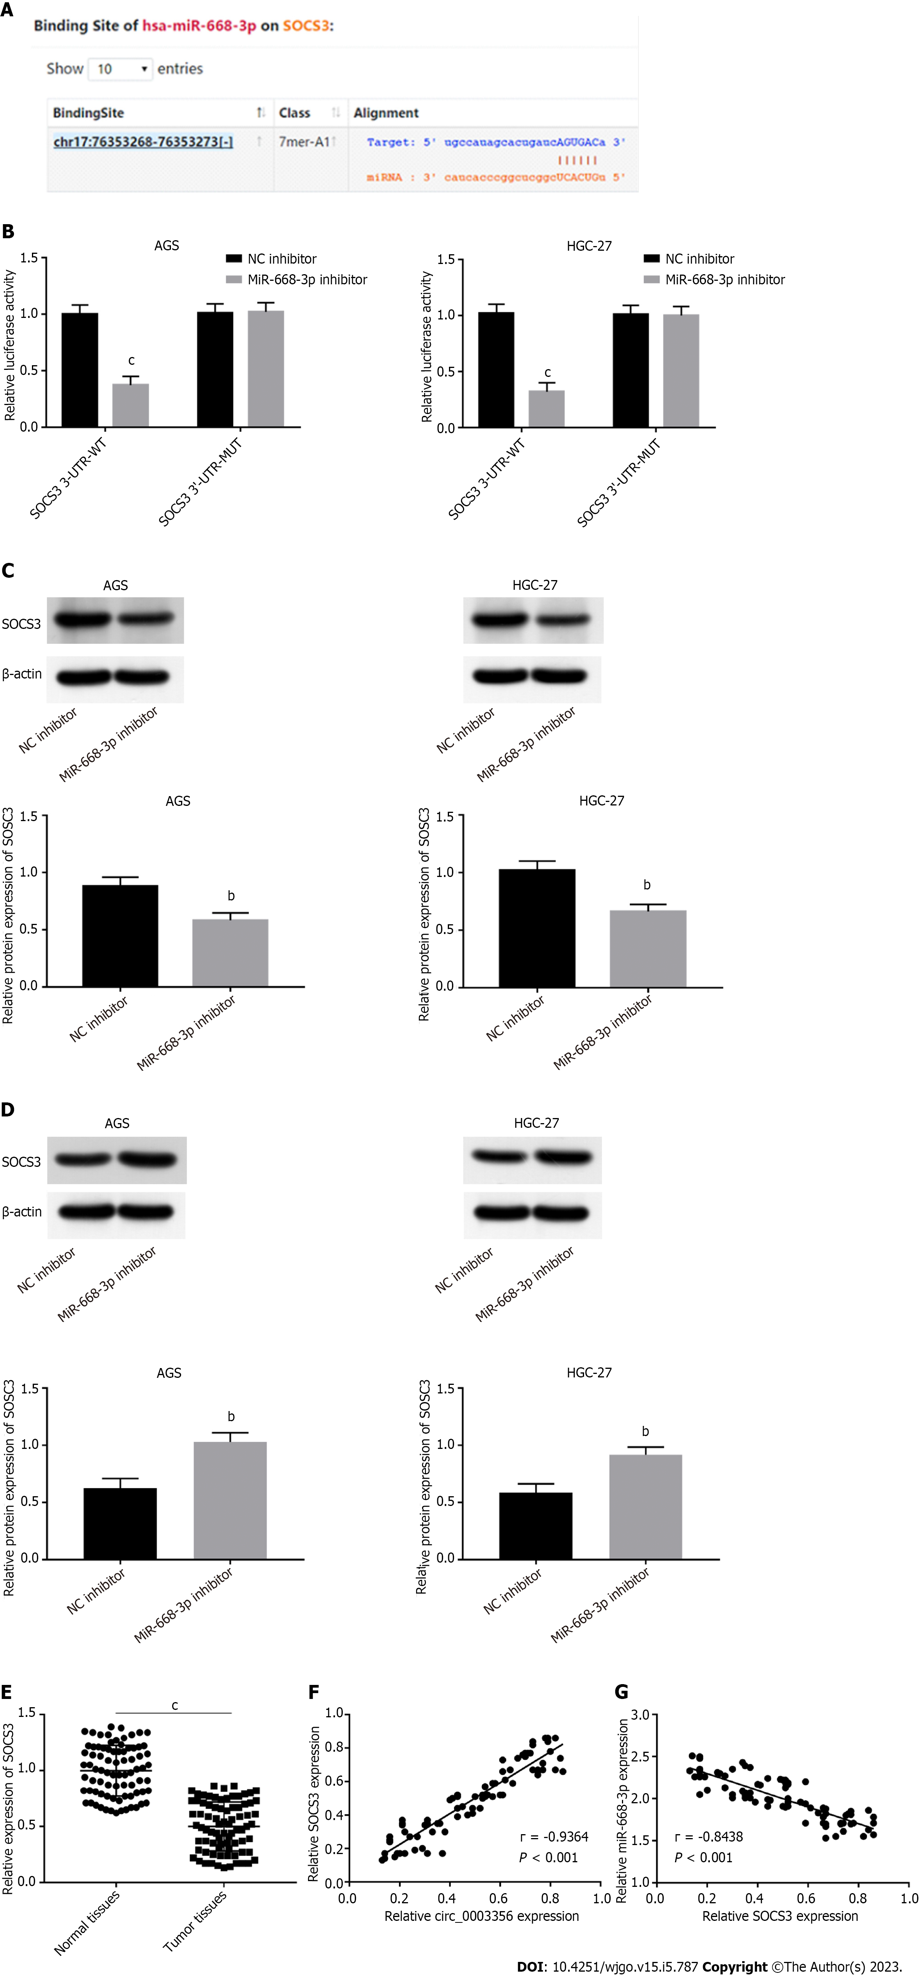 A
Binding Site of hsa-miR-668-3p on SOCS3:
Show 10 entries
BindingSite Class Alignment
chr17:76353268-76353273[-] 7mer-A1 Target: 5' ugccauagcacugaucAGUGACa 3'
miRNA : 3' caucacccggcucggcUCACUGu 5'
B
AGS
NC inhibitor
MiR-668-3p inhibitor
Relative luciferase activity
1.5
1.0
0.5
0.0
c
SOCS3 3-UTR-WT
SOCS3 3'-UTR-MUT
HGC-27
NC inhibitor
MiR-668-3p inhibitor
Relative luciferase activity
1.5
1.0
0.5
0.0
c
SOCS3 3-UTR-WT
SOCS3 3'-UTR-MUT
C
AGS
SOCS3
β-actin
NC inhibitor
MiR-668-3p inhibitor
HGC-27
NC inhibitor
MiR-668-3p inhibitor
AGS
Relative protein expression of SOSC3
1.5
1.0
0.5
0.0
b
NC inhibitor
MiR-668-3p inhibitor
HGC-27
Relative protein expression of SOSC3
1.5
1.0
0.5
0.0
b
NC inhibitor
MiR-668-3p inhibitor
D
AGS
SOCS3
β-actin
NC inhibitor
MiR-668-3p inhibitor
HGC-27
NC inhibitor
MiR-668-3p inhibitor
AGS
Relative protein expression of SOSC3
1.5
1.0
0.5
0.0
b
NC inhibitor
MiR-668-3p inhibitor
HGC-27
Relalive protein expression of SOSC3
1.5
1.0
0.5
0.0
b
NC inhibitor
MiR-668-3p inhibitor
E
Relative expression of SOCS3
1.5
1.0
0.5
0.0
c
Normal tissues
Tumor tissues
F
Relative SOCS3 expression
1.0
0.8
0.6
0.4
0.2
0.0
r = -0.9364
P < 0.001
0.0 0.2 0.4 0.6 0.8 1.0
Relative circ_0003356 expression
G
Relative miR-668-3p expression
3.0
2.5
2.0
1.5
1.0
r = -0.8438
P < 0.001
0.0 0.2 0.4 0.6 0.8 1.0
Relative SOCS3 expression
DOI: 10.4251/wjgo.v15.i5.787 Copyright ©The Author(s) 2023.